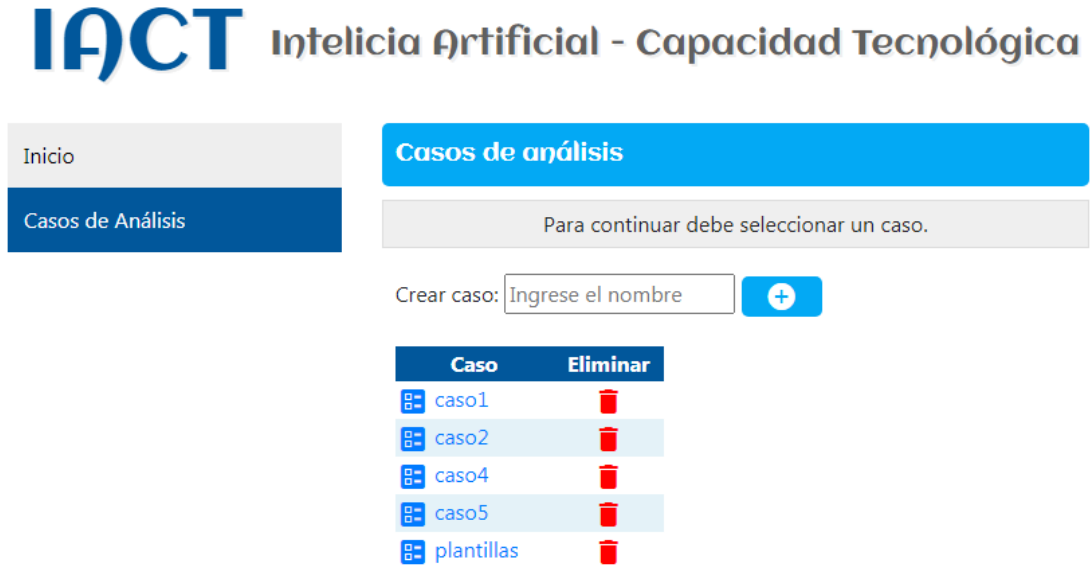 IACT Intelicia Artificial - Capacidad Tecnológica
Inicio
Casos de Análisis
Casos de análisis
Para continuar debe seleccionar un caso.
Crear caso: Ingrese el nombre
Caso Eliminar
caso1
caso2
caso4
caso5
plantillas